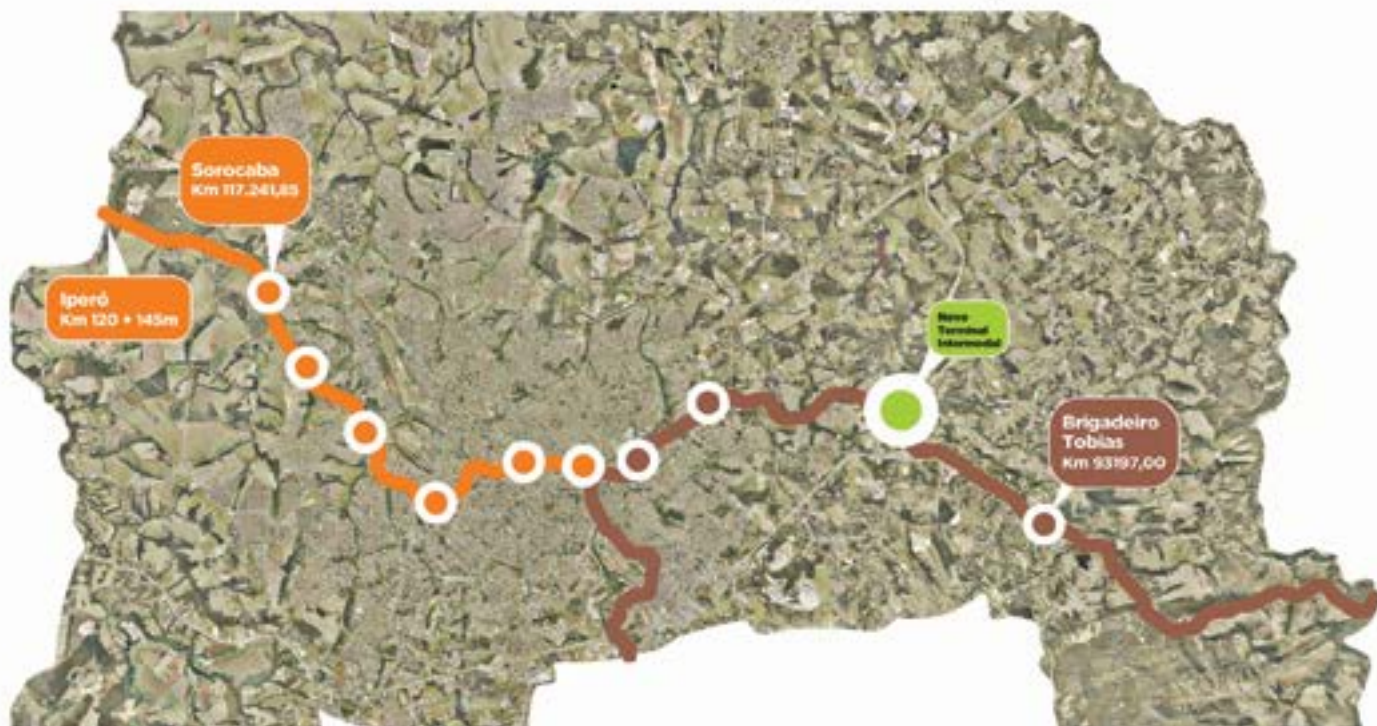 Sorocaba
Km 117.241,85
Iperó
Km 120 + 145m
Novo
Terminal
Intermodal
Brigadeiro
Tobias
Km 93197,00